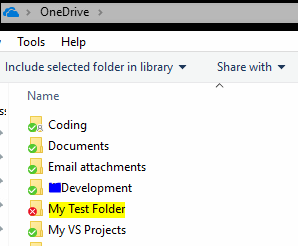 OneDrive
Tools Help
Include selected folder in library Share with
Name
Coding
Documents
Email attachments
Development
My Test Folder
My VS Projects